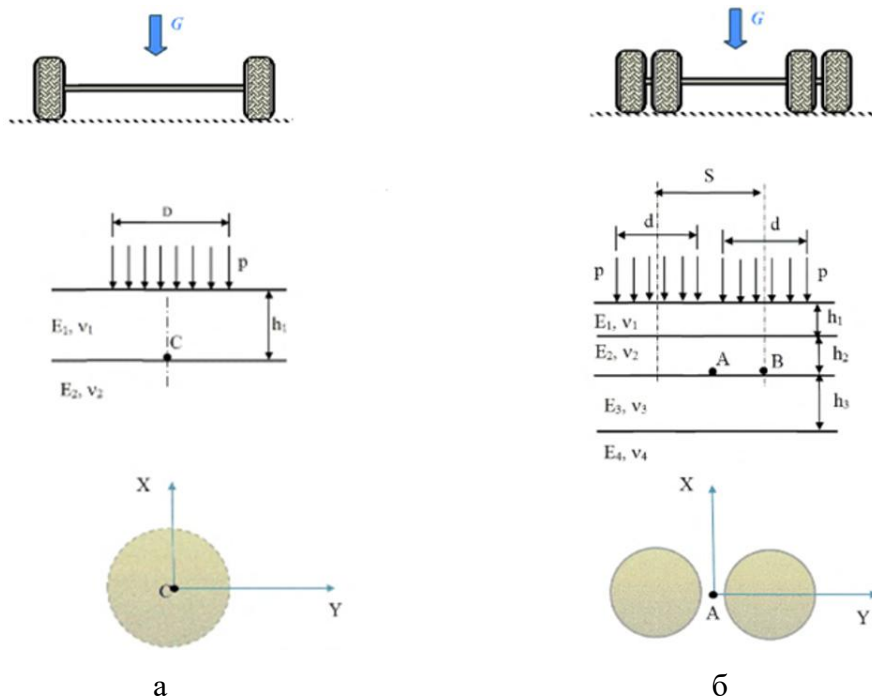 G
G
D
p
E₁, ν₁
h₁
C
E₂, ν₂
X
C
Y
а
S
d
d
p
p
E₁, ν₁
h₁
E₂, ν₂
A
B
h₂
E₃, ν₃
h₃
E₄, ν₄
X
A
Y
б